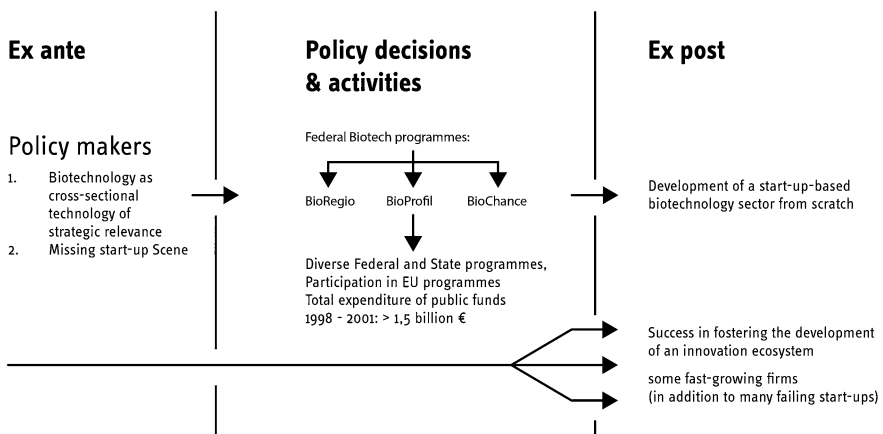 Ex ante
Policy decisions
& activities
Ex post
Policy makers
1. Biotechnology as
cross-sectional
technology of
strategic relevance
2. Missing start-up Scene
Federal Biotech programmes:
BioRegio BioProfil BioChance
Diverse Federal and State programmes,
Participation in EU programmes
Total expenditure of public funds
1998 - 2001: > 1,5 billion €
Development of a start-up-based
biotechnology sector from scratch
Success in fostering the development
of an innovation ecosystem
some fast-growing firms
(in addition to many failing start-ups)